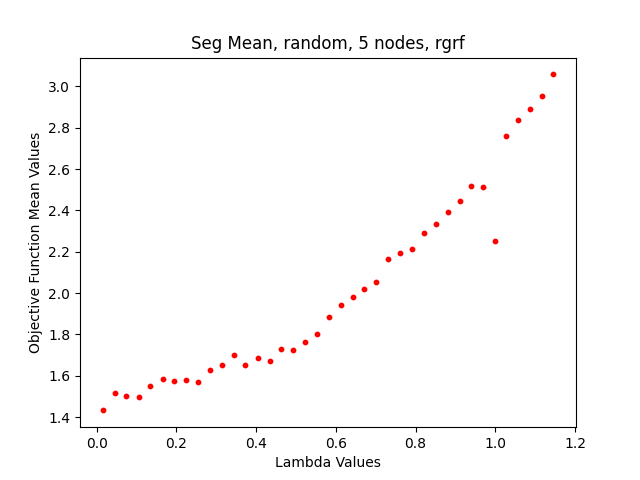 Seg Mean, random, 5 nodes, rgrf
Objective Function Mean Values
3.0
2.8
2.6
2.4
2.2
2.0
1.8
1.6
1.4
0.0 0.2 0.4 0.6 0.8 1.0 1.2
Lambda Values